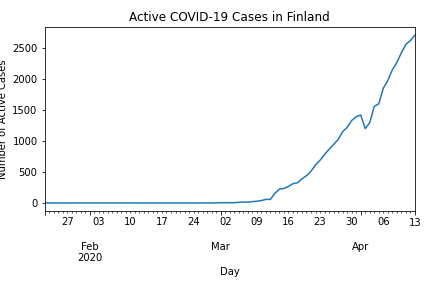 Active COVID-19 Cases in Finland
Number of Active Cases
2500
2000
1500
1000
500
0
27 03 10 17 24 02 09 16 23 30 06 13
Feb Mar Apr
2020
Day